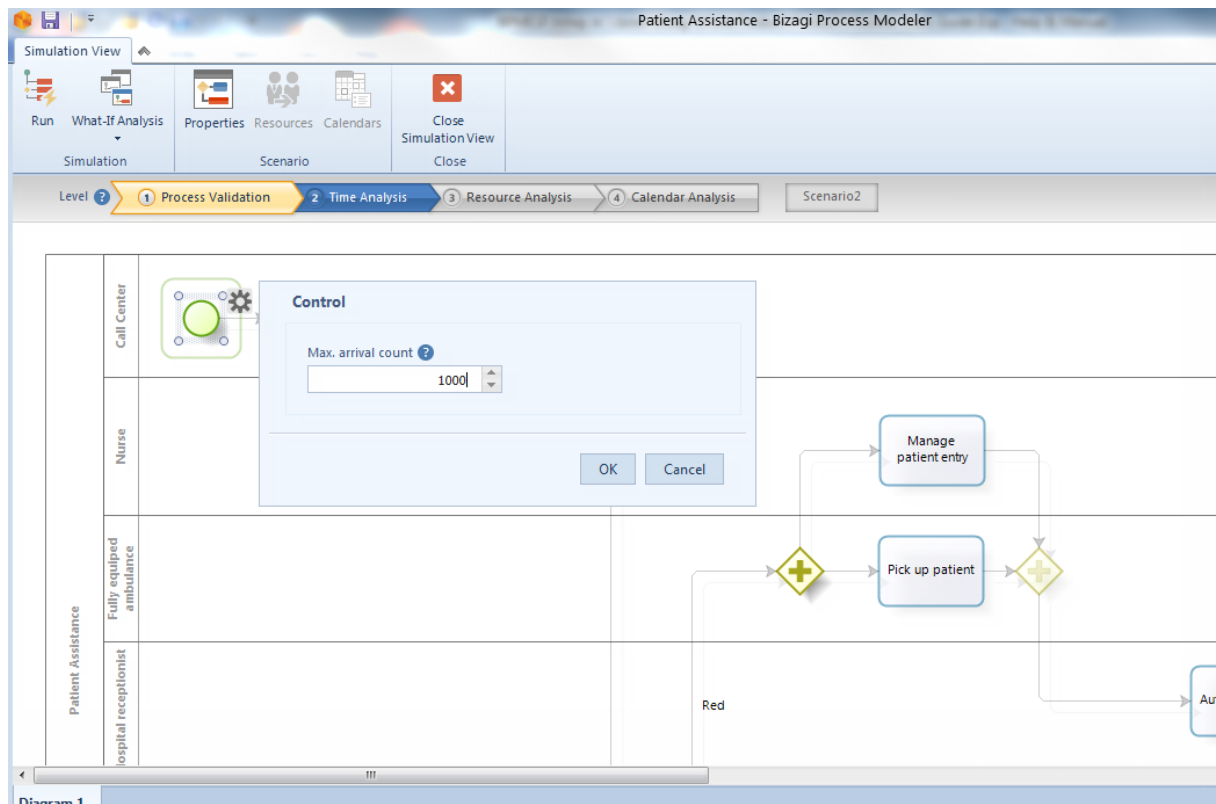 Patient Assistance - Bizagi Process Modeler
Simulation View
Run
What-If Analysis
Properties
Resources
Calendars
Close
Simulation View
Simulation
Scenario
Close
Level ?
1 Process Validation
2 Time Analysis
3 Resource Analysis
4 Calendar Analysis
Scenario2
Patient Assistance
Call Center
Control
Max. arrival count ?
1000
OK
Cancel
Nurse
Manage
patient entry
Fully equiped
ambulance
Pick up patient
Hospital receptionist
Red
Au
Diagram 1